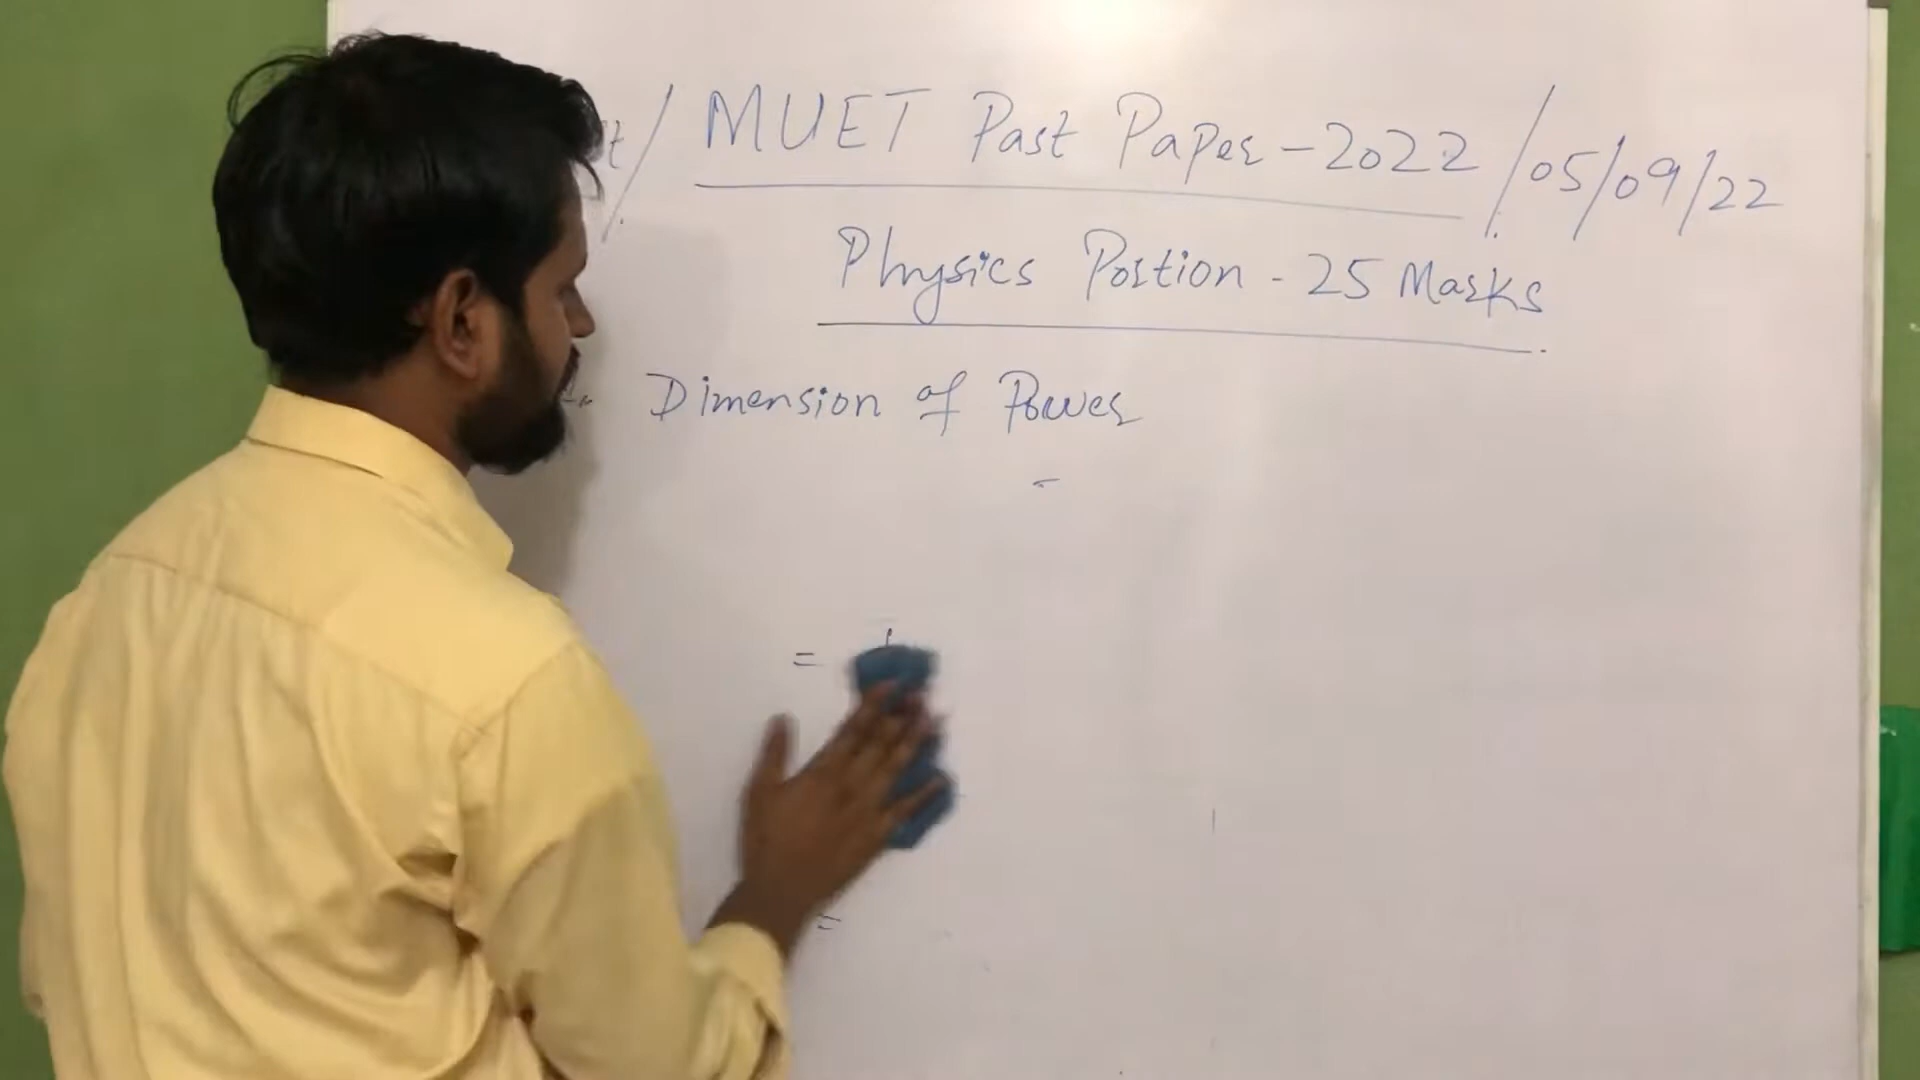 / MUET Past Paper - 2022 / 05/09/22
Physics Portion - 25 Marks
Dimension of Power
=
=
=